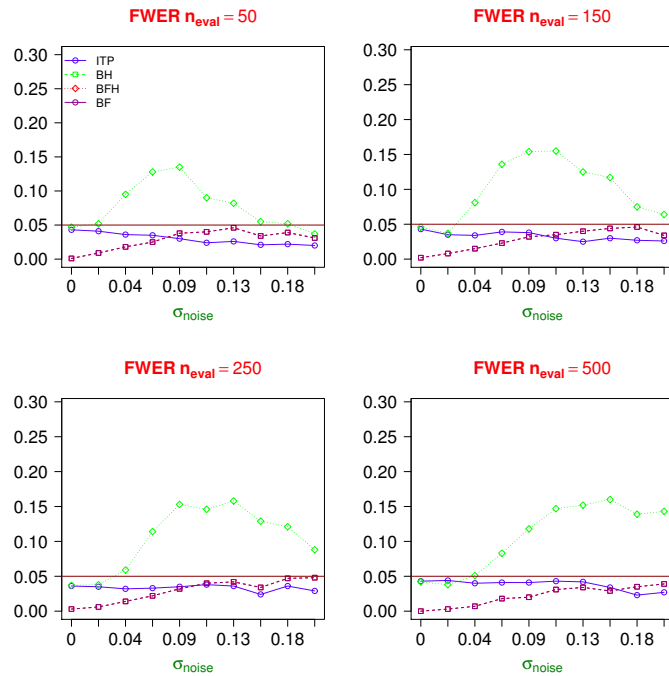 FWER n_eval = 50
0.30
0.25
0.20
0.15
0.10
0.05
0.00
ITP
BH
BFH
BF
0 0.04 0.09 0.13 0.18
σ_noise
FWER n_eval = 150
0.30
0.25
0.20
0.15
0.10
0.05
0.00
0 0.04 0.09 0.13 0.18
σ_noise
FWER n_eval = 250
0.30
0.25
0.20
0.15
0.10
0.05
0.00
0 0.04 0.09 0.13 0.18
σ_noise
FWER n_eval = 500
0.30
0.25
0.20
0.15
0.10
0.05
0.00
0 0.04 0.09 0.13 0.18
σ_noise